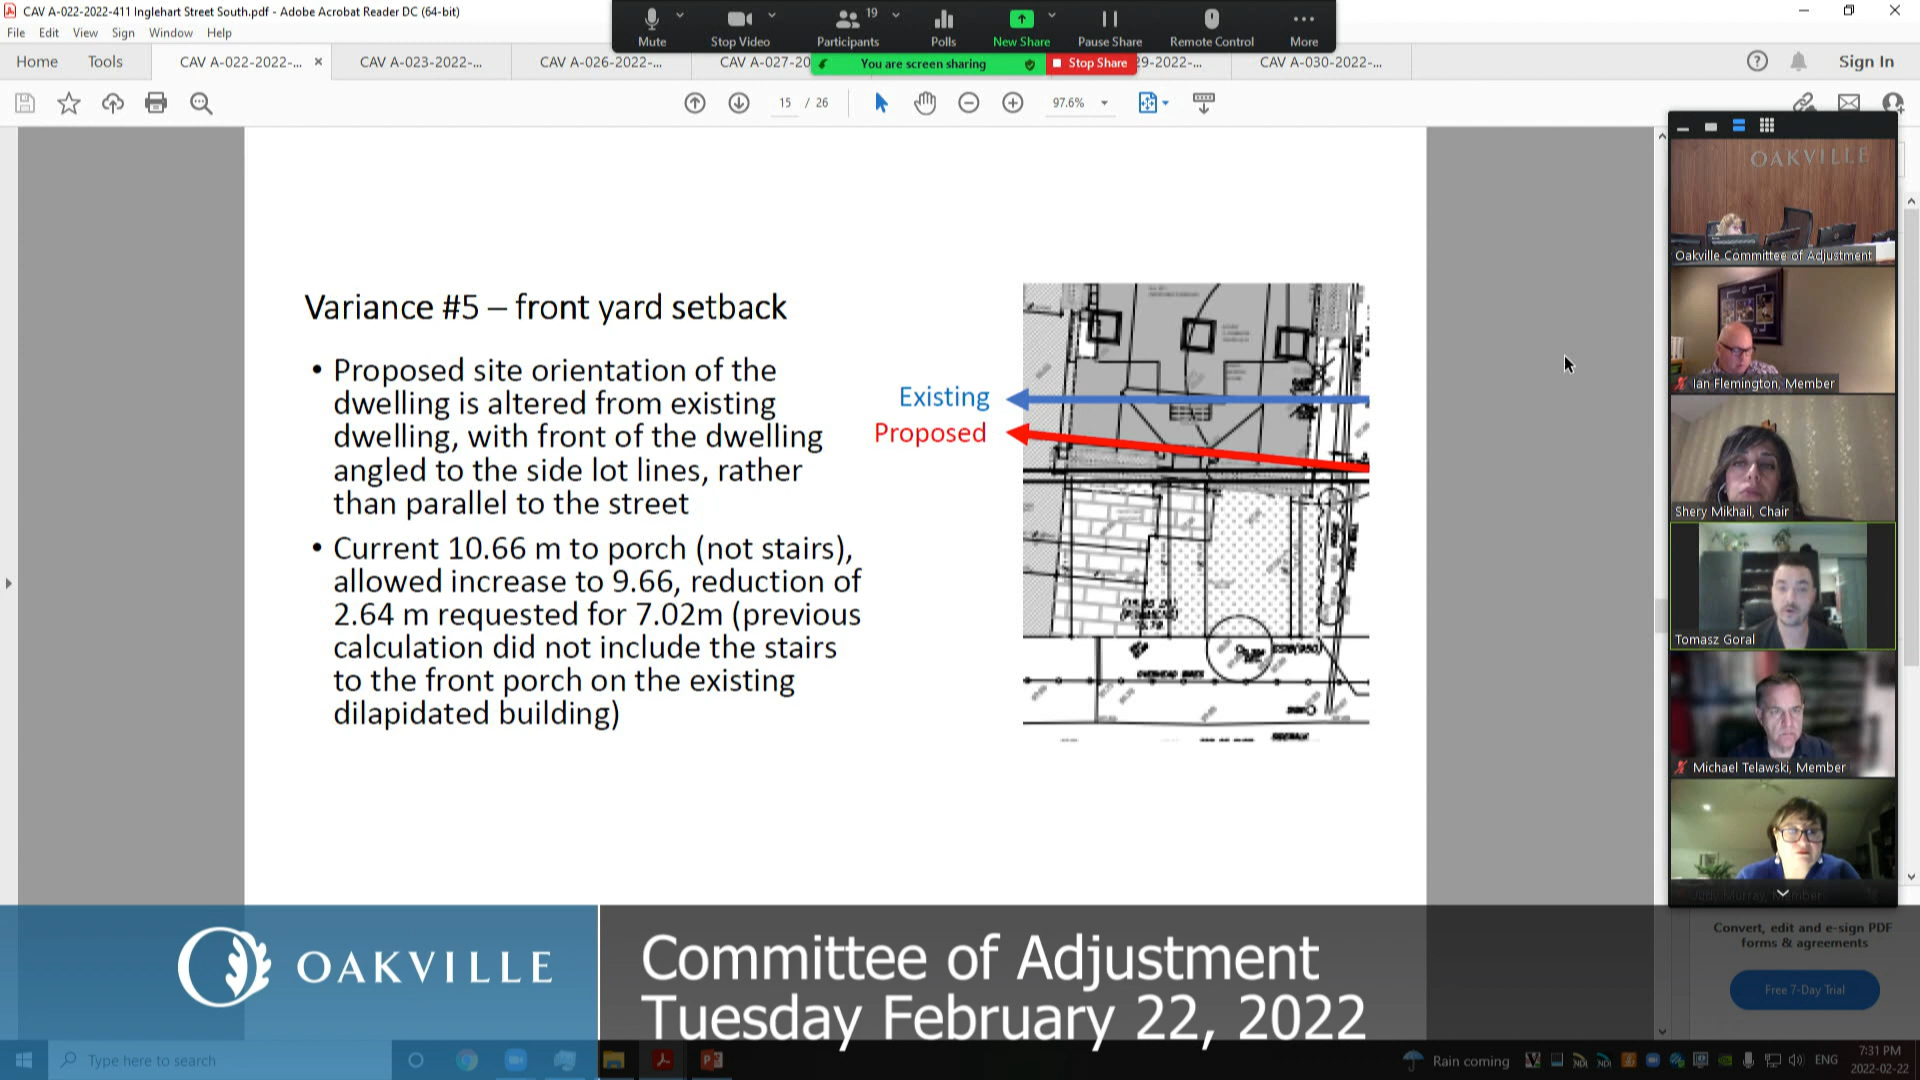 CAV A-022-2022-411 Inglehart Street South.pdf - Adobe Acrobat Reader DC (64-bit)
File Edit View Sign Window Help
Mute Stop Video Participants 19 Polls New Share Pause Share Remote Control More
You are screen sharing Stop Share
Home Tools CAV A-022-2022-... × CAV A-023-2022-... CAV A-026-2022-... CAV A-027-20 29-2022-... CAV A-030-2022-... Sign In
15 / 26 97.6%
Variance #5 – front yard setback
• Proposed site orientation of the
dwelling is altered from existing
dwelling, with front of the dwelling
angled to the side lot lines, rather
than parallel to the street
• Current 10.66 m to porch (not stairs),
allowed increase to 9.66, reduction of
2.64 m requested for 7.02m (previous
calculation did not include the stairs
to the front porch on the existing
dilapidated building)
Existing
Proposed
OAKVILLE
Oakville Committee of Adjustment
Ian Flemington, Member
Shery Mikhail, Chair
Tomasz Goral
Michael Telawski, Member
Judy Murray, Member
Convert, edit and e-sign PDF
forms & agreements
Free 7-Day Trial
OAKVILLE
Committee of Adjustment
Tuesday February 22, 2022
Type here to search
Rain coming
ENG
7:31 PM
2022-02-22